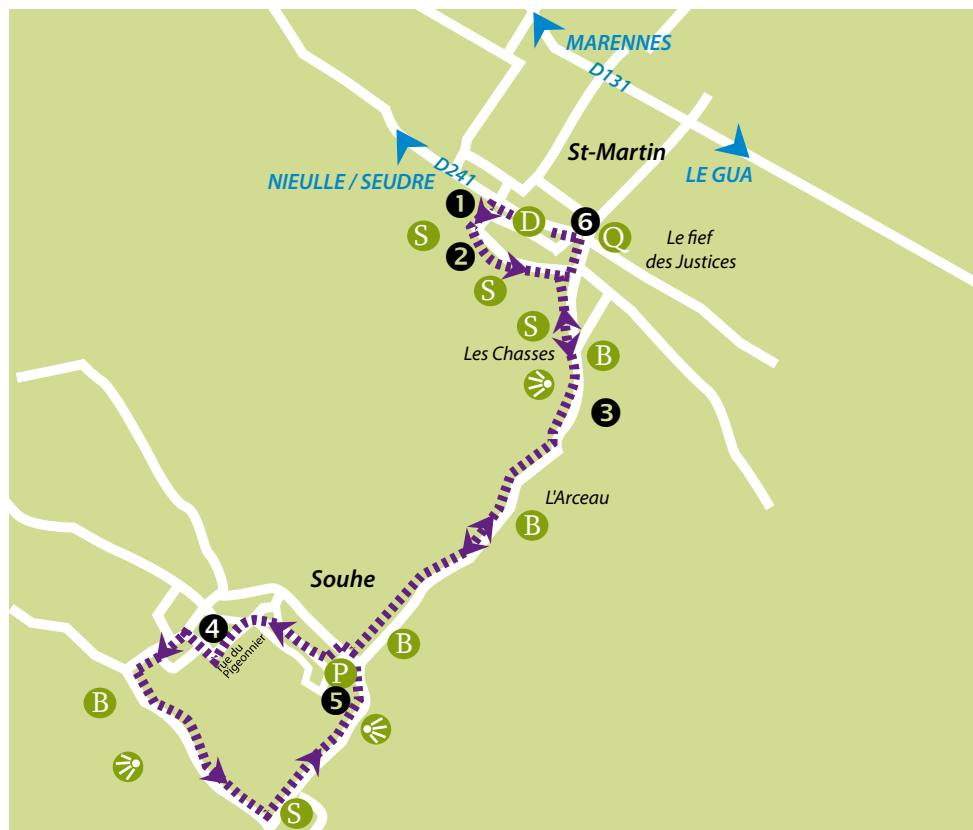 MARENNES
D131
St-Martin
LE GUA
D241
NIEULLE / SEUDRE
1
D
6
Q
S
2
Le fief
des Justices
S
S
Les Chasses
B
3
L'Arceau
B
Souhe
4
B
rue du
Pigeonnier
P
5
B
S